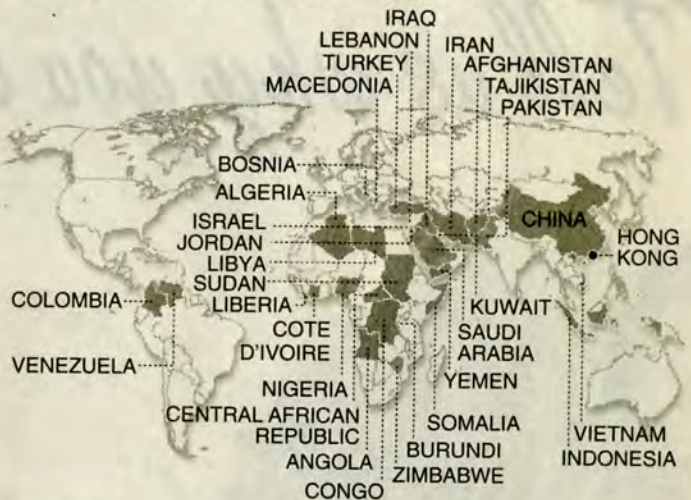 IRAQ
LEBANON
IRAN
TURKEY
AFGHANISTAN
MACEDONIA
TAJIKISTAN
PAKISTAN
BOSNIA
ALGERIA
ISRAEL
CHINA
JORDAN
HONG
KONG
LIBYA
SUDAN
COLOMBIA
LIBERIA
KUWAIT
COTE
D'IVOIRE
SAUDI
ARABIA
VENEZUELA
YEMEN
NIGERIA
CENTRAL AFRICAN
REPUBLIC
SOMALIA
VIETNAM
ANGOLA
BURUNDI
INDONESIA
CONGO
ZIMBABWE